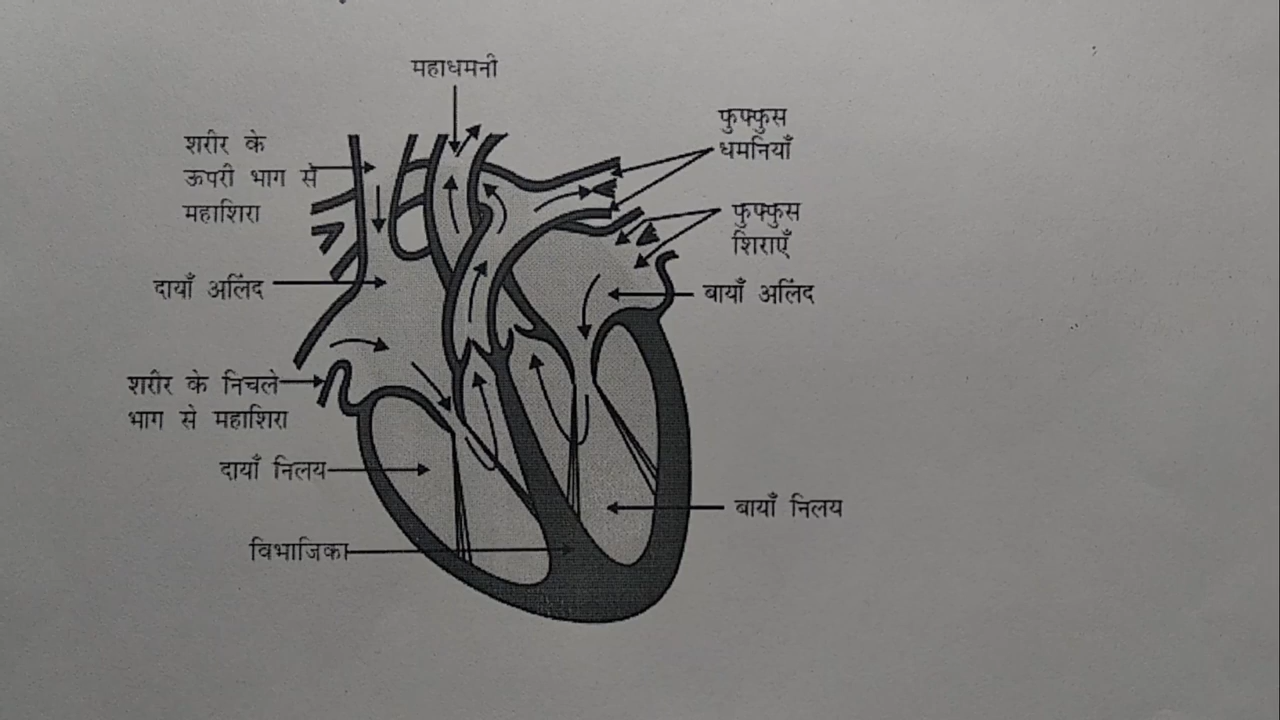 महाधमनी
शरीर के
ऊपरी भाग से
महाशिरा
फुफ्फुस
धमनियाँ
फुफ्फुस
शिराएँ
दायाँ अलिंद
बायाँ अलिंद
शरीर के निचले
भाग से महाशिरा
दायाँ निलय
बायाँ निलय
विभाजिका